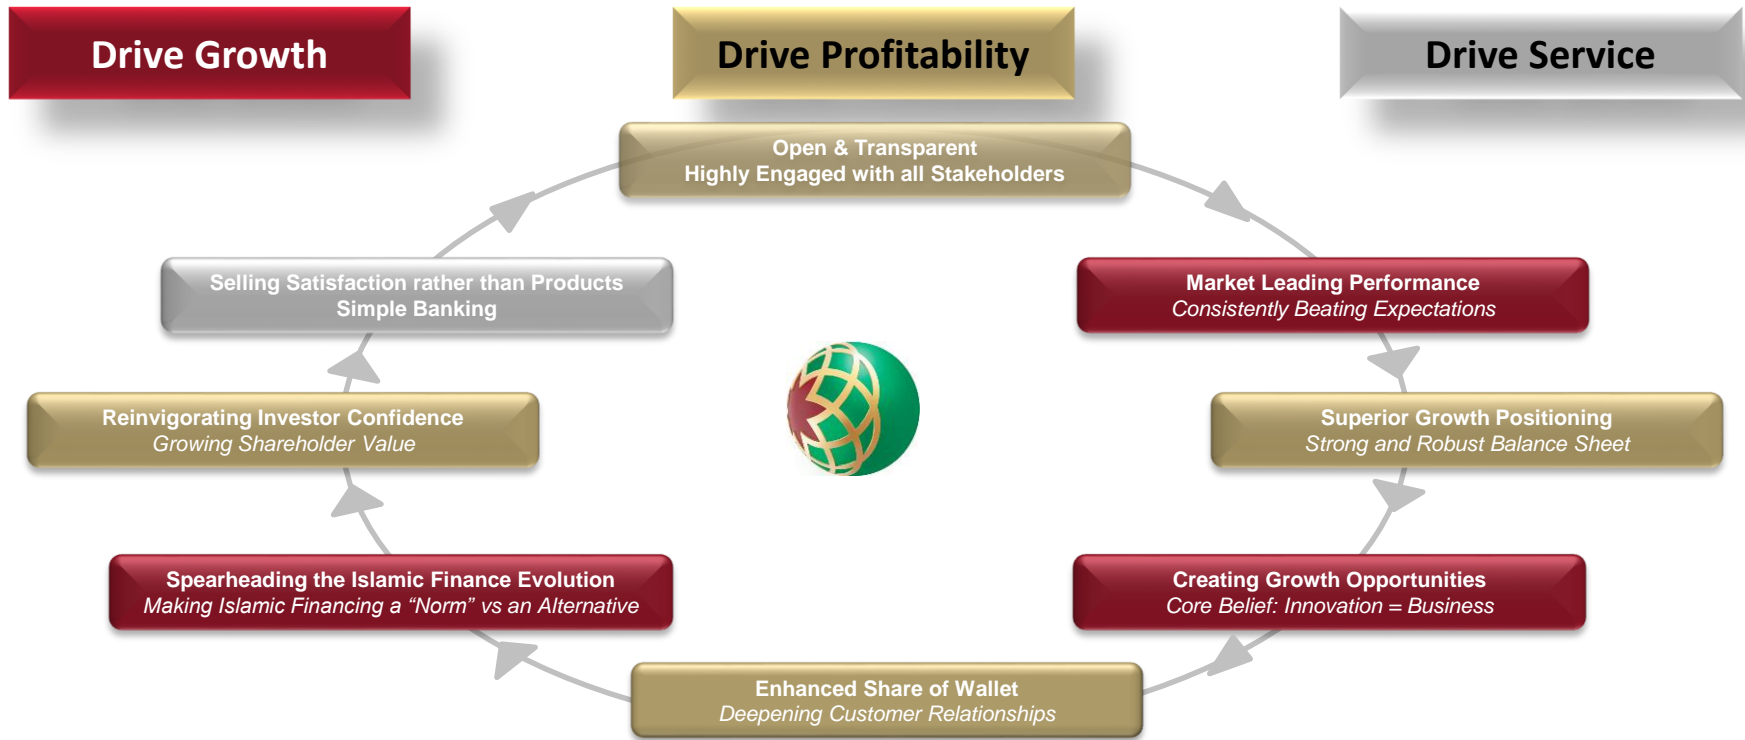 Drive Growth
Drive Profitability
Drive Service
Open & Transparent
Highly Engaged with all Stakeholders
Selling Satisfaction rather than Products
Simple Banking
Market Leading Performance
Consistently Beating Expectations
Reinvigorating Investor Confidence
Growing Shareholder Value
Superior Growth Positioning
Strong and Robust Balance Sheet
Spearheading the Islamic Finance Evolution
Making Islamic Financing a “Norm” vs an Alternative
Creating Growth Opportunities
Core Belief: Innovation = Business
Enhanced Share of Wallet
Deepening Customer Relationships